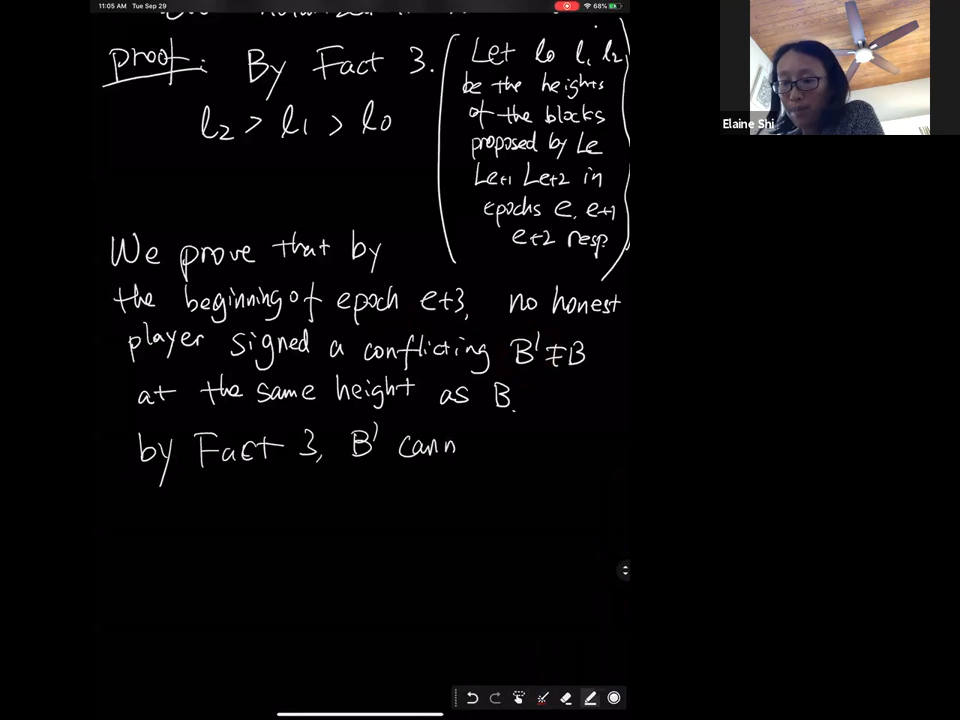 11:05 AM Tue Sep 29
68%
proof: By Fact 3.
l2 > l1 > l0
(Let l0 l1 l2
be the heights
of the blocks
proposed by Le
Le+1 Le+2 in
epochs e, e+1
e+2 resp.)
Elaine Shi
We prove that by
the beginning of epoch e+3, no honest
player signed a conflicting B' ≠ B
at the same height as B.
by Fact 3, B' cann